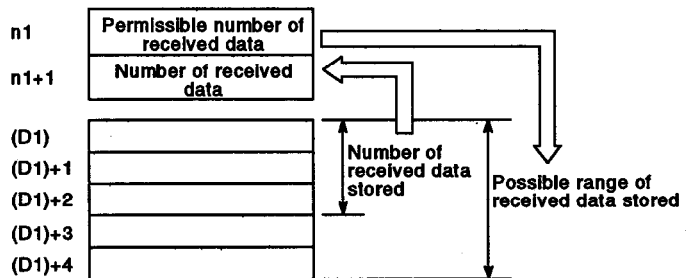 n1
Permissible number of
received data
n1+1
Number of received
data
(D1)
(D1)+1
(D1)+2
(D1)+3
(D1)+4
Number of
received data
stored
Possible range of
received data stored